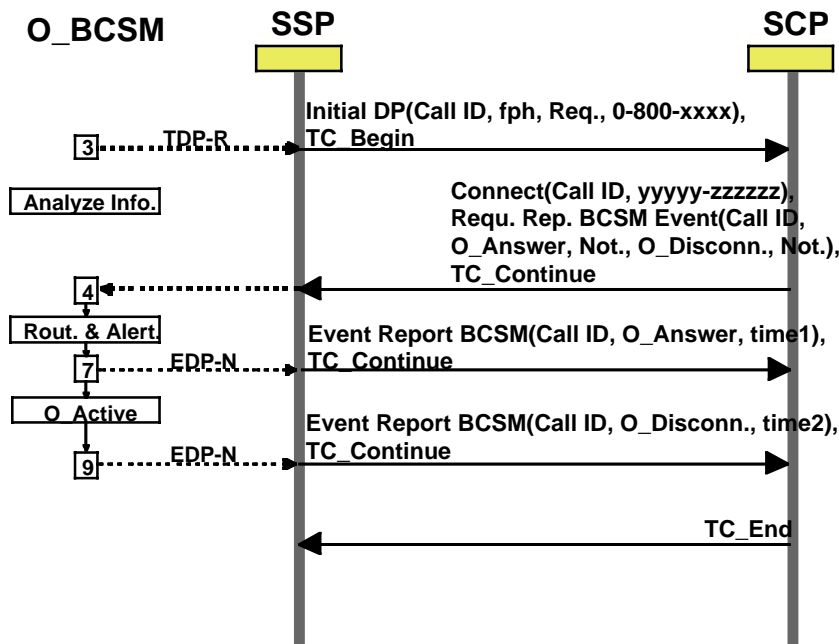 O_BCSM
SSP
SCP
Initial DP(Call ID, fph, Req., 0-800-xxxx),
3
TDP-R
TC_Begin
Analyze Info.
Connect(Call ID, yyyyy-zzzzzz),
Requ. Rep. BCSM Event(Call ID,
O_Answer, Not., O_Disconn., Not.),
TC_Continue
4
Rout. & Alert.
Event Report BCSM(Call ID, O_Answer, time1),
7
EDP-N
TC_Continue
O_Active
Event Report BCSM(Call ID, O_Disconn., time2),
9
EDP-N
TC_Continue
TC_End